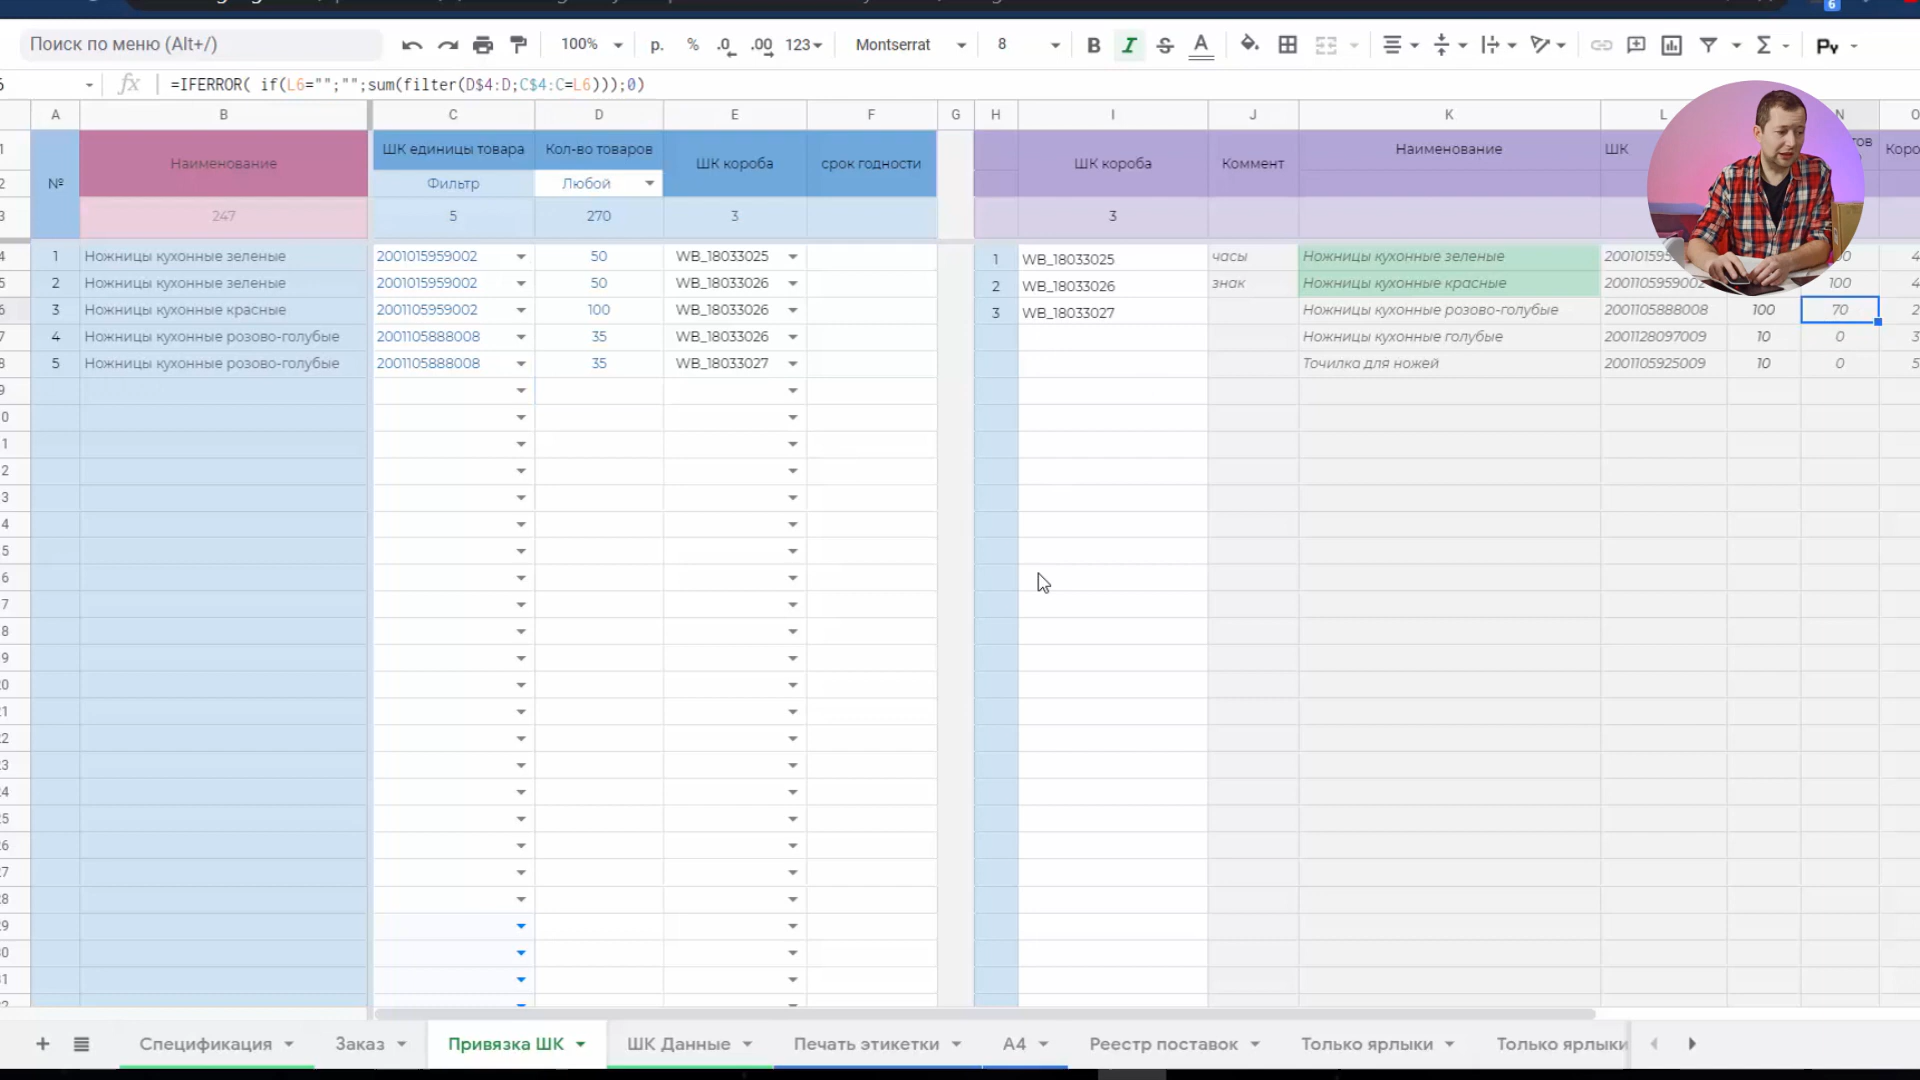 6
Поиск по меню (Alt+/)
100% р. % .0 .00 123 Montserrat 8 B I S A Σ Ру
fx =IFERROR( if(L6="";"";sum(filter(D$4:D;C$4:C=L6)));0)
A B C D E F G H I J K L N
№ Наименование ШК единицы товара Кол-во товаров ШК короба срок годности ШК короба Коммент Наименование ШК
Фильтр Любой
247 5 270 3 3
1 Ножницы кухонные зеленые 2001015959002 50 WB_18033025 1 WB_18033025 часы Ножницы кухонные зеленые
2 Ножницы кухонные зеленые 2001015959002 50 WB_18033026 2 WB_18033026 знак Ножницы кухонные красные 2001105959002 100
3 Ножницы кухонные красные 2001105959002 100 WB_18033026 3 WB_18033027 Ножницы кухонные розово-голубые 2001105888008 100 70
4 Ножницы кухонные розово-голубые 2001105888008 35 WB_18033026 Ножницы кухонные голубые 2001128097009 10 0
5 Ножницы кухонные розово-голубые 2001105888008 35 WB_18033027 Точилка для ножей 2001105925009 10 0
+ Спецификация Заказ Привязка ШК ШК Данные Печать этикетки А4 Реестр поставок Только ярлыки Только ярлыки